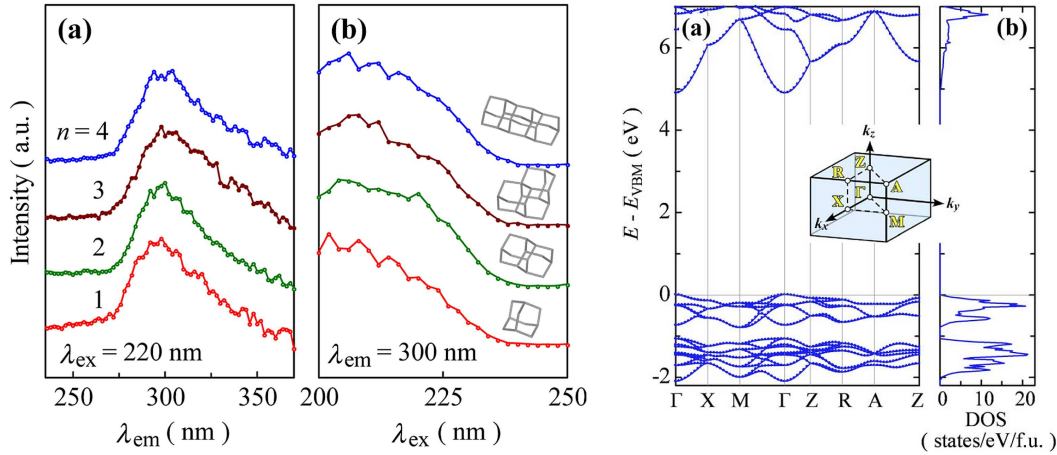 (a)
(b)
Intensity ( a.u. )
n = 4
3
2
1
λex = 220 nm
λem = 300 nm
250
300
350
200
225
250
λem ( nm )
λex ( nm )
(a)
(b)
E - EVBM ( eV )
6
4
2
0
-2
kz
Z
R
A
Γ
X
M
kx
ky
Γ X M Γ Z R A Z
0 10 20
DOS
( states/eV/f.u. )